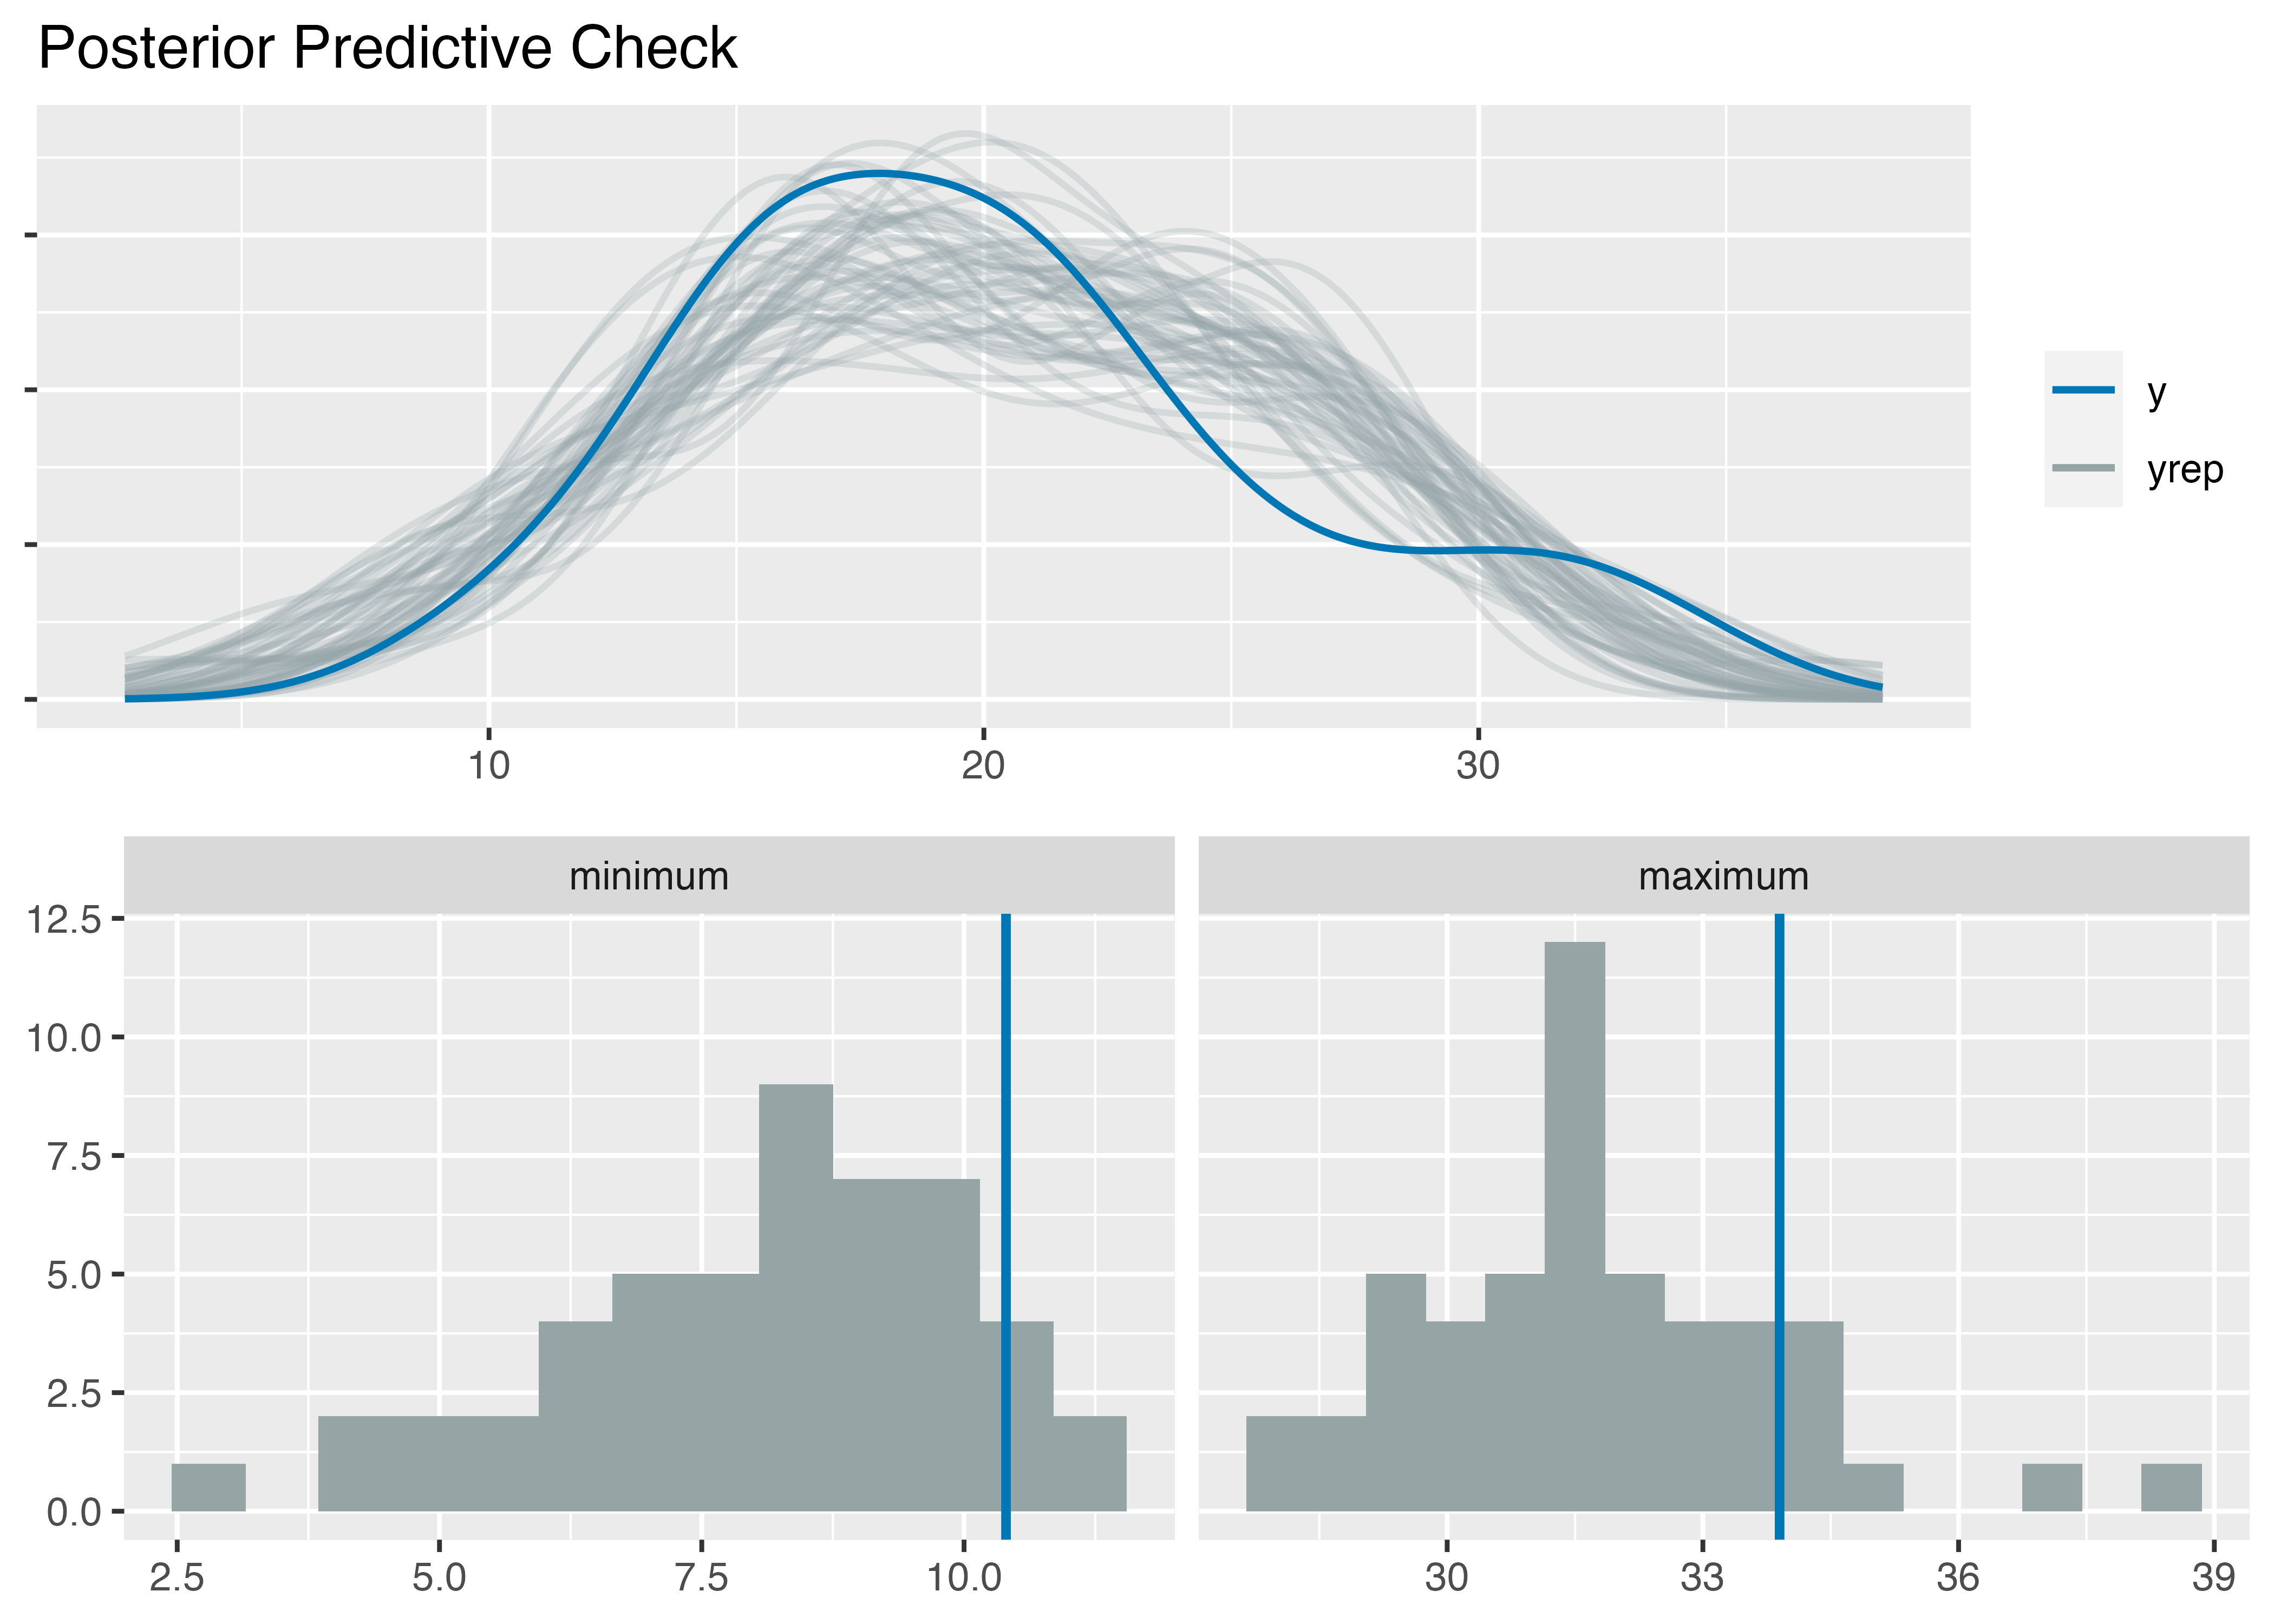 Posterior Predictive Check
y
yrep
10 20 30
minimum maximum
12.5
10.0
7.5
5.0
2.5
0.0
2.5 5.0 7.5 10.0 30 33 36 39